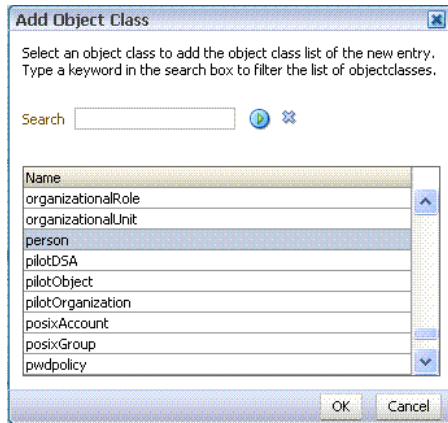 Add Object Class
Select an object class to add the object class list of the new entry.
Type a keyword in the search box to filter the list of objectclasses.
Search
Name
organizationalRole
organizationalUnit
person
pilotDSA
pilotObject
pilotOrganization
posixAccount
posixGroup
pwdpolicy
OK Cancel